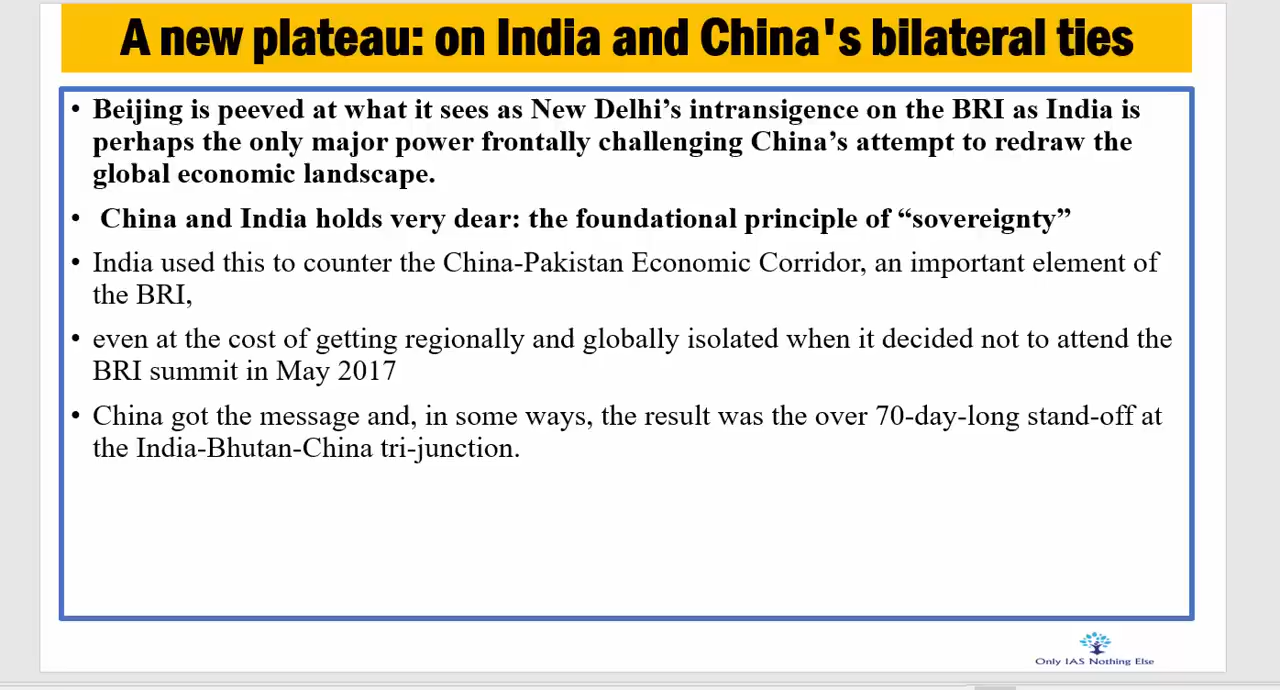 A new plateau: on India and China's bilateral ties
• Beijing is peeved at what it sees as New Delhi’s intransigence on the BRI as India is
perhaps the only major power frontally challenging China’s attempt to redraw the
global economic landscape.
• China and India holds very dear: the foundational principle of “sovereignty”
• India used this to counter the China-Pakistan Economic Corridor, an important element of
the BRI,
• even at the cost of getting regionally and globally isolated when it decided not to attend the
BRI summit in May 2017
• China got the message and, in some ways, the result was the over 70-day-long stand-off at
the India-Bhutan-China tri-junction.
Only IAS Nothing Else